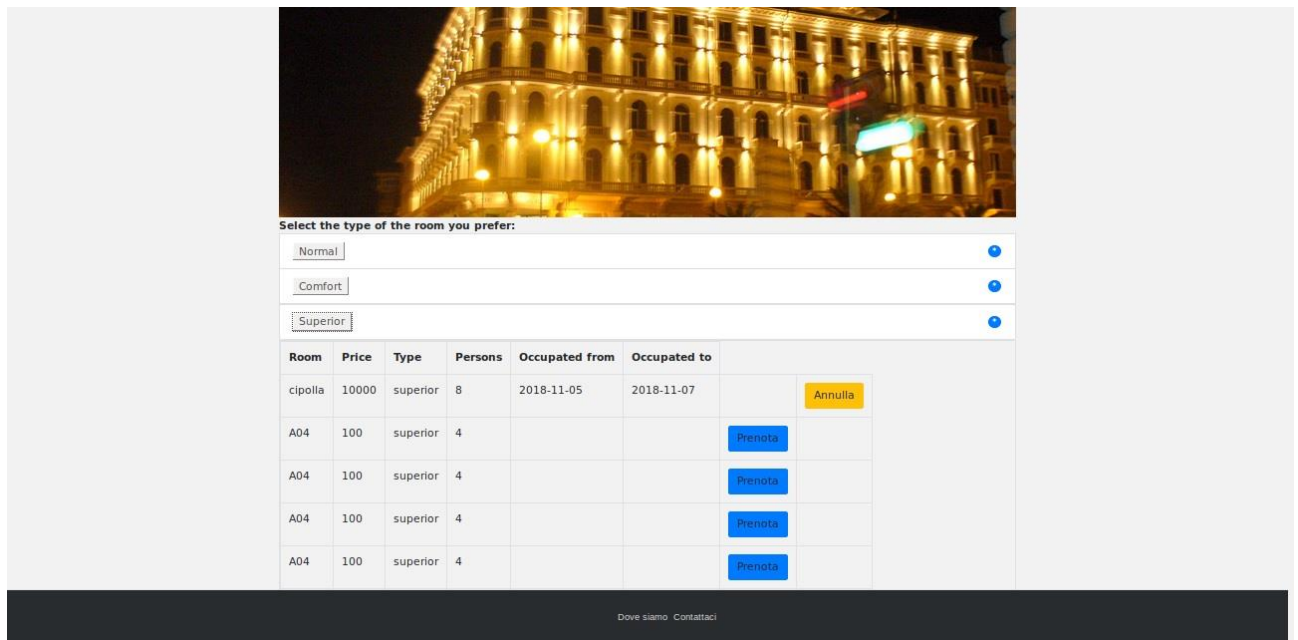 Select the type of the room you prefer:
Normal
Comfort
Superior
Room Price Type Persons Occupated from Occupated to
cipolla 10000 superior 8 2018-11-05 2018-11-07 Annulla
A04 100 superior 4 Prenota
A04 100 superior 4 Prenota
A04 100 superior 4 Prenota
A04 100 superior 4 Prenota
Dove siamo Contattaci